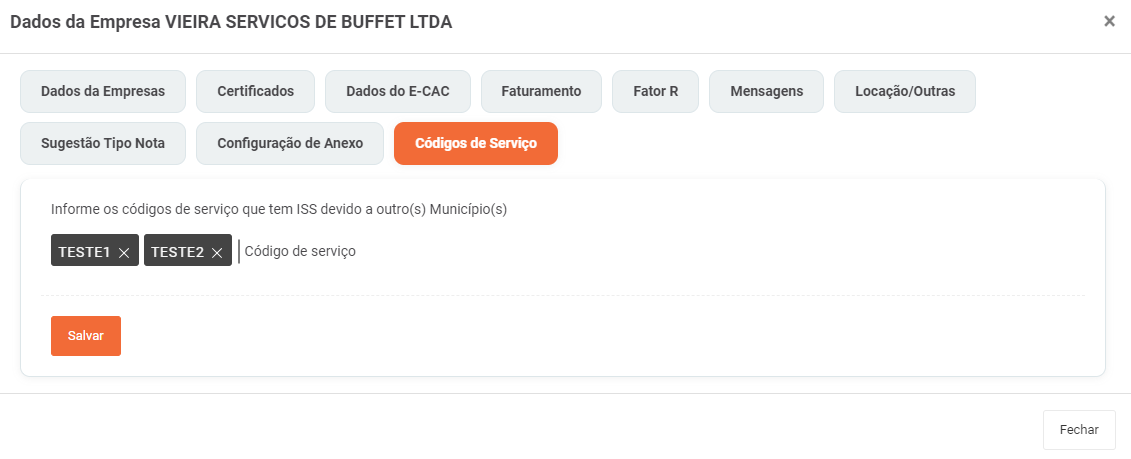 Dados da Empresa VIEIRA SERVICOS DE BUFFET LTDA ×
Dados da Empresas Certificados Dados do E-CAC Faturamento Fator R Mensagens Locação/Outras
Sugestão Tipo Nota Configuração de Anexo Códigos de Serviço
Informe os códigos de serviço que tem ISS devido a outro(s) Município(s)
TESTE1 × TESTE2 × Código de serviço
Salvar
Fechar